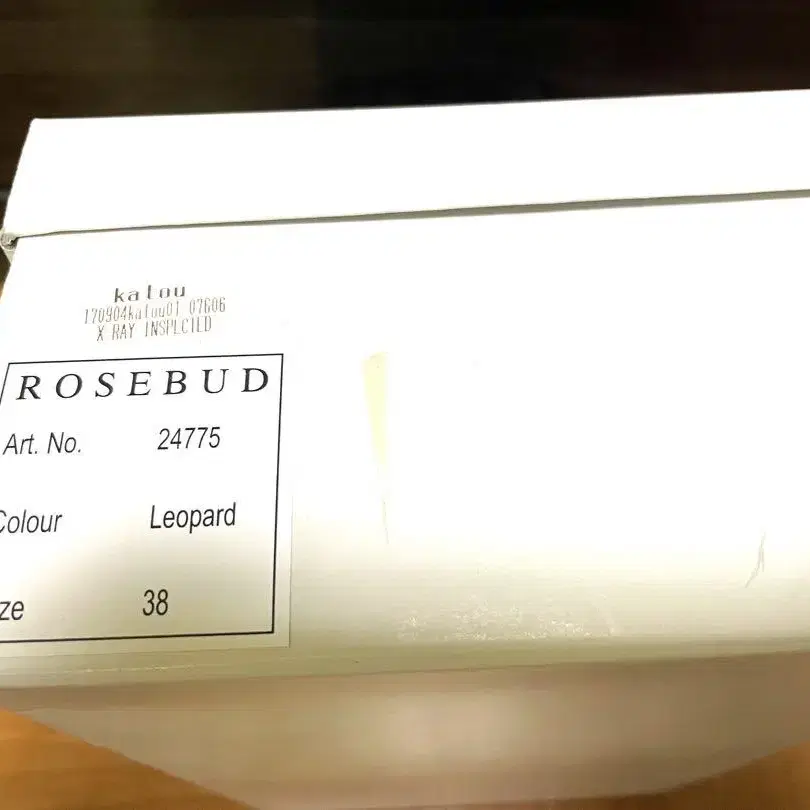 katou
170904katou01 07606
X RAY INSPECTED
ROSEBUD
Art. No. 24775
Colour Leopard
ze 38